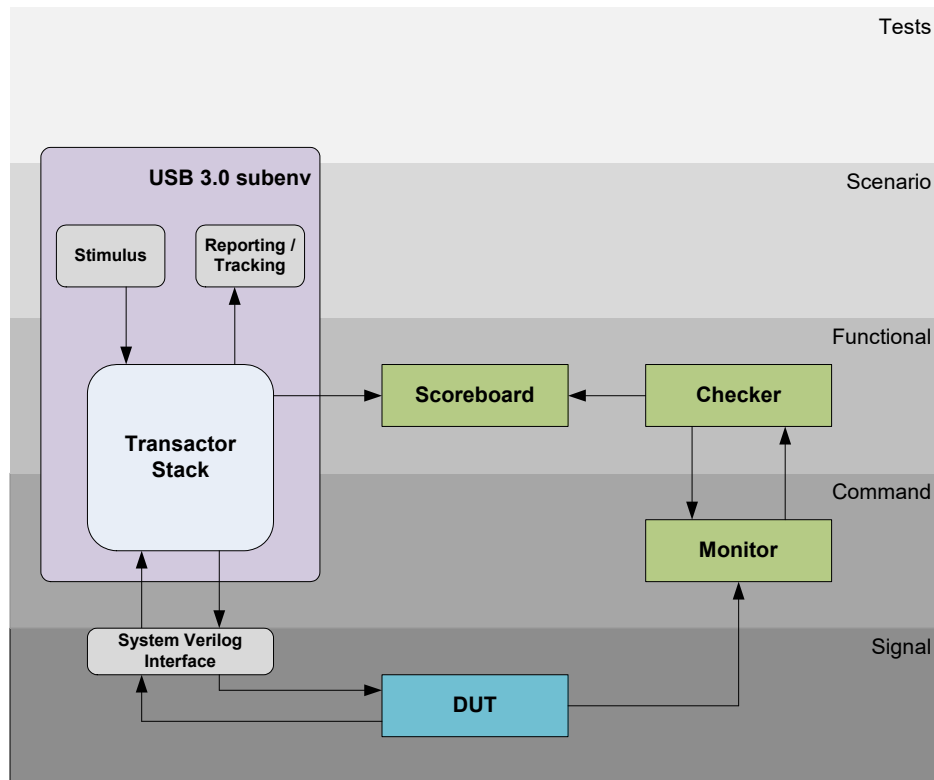 Tests
USB 3.0 subenv
Scenario
Stimulus
Reporting /
Tracking
Functional
Scoreboard
Checker
Transactor
Stack
Command
Monitor
System Verilog
Interface
Signal
DUT